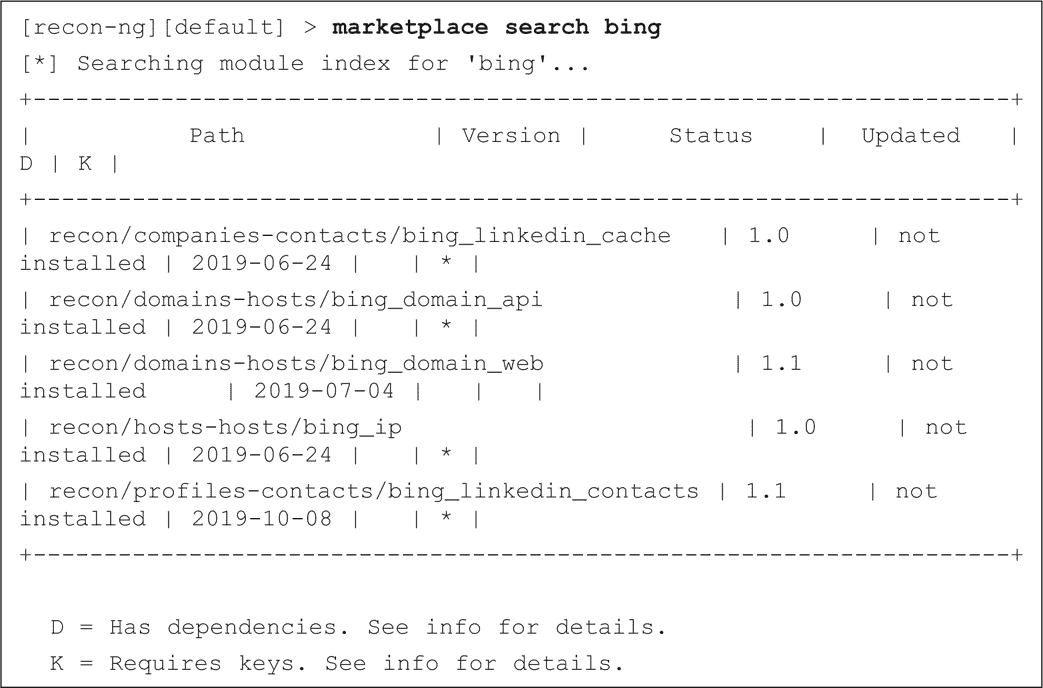 [recon-ng][default] > marketplace search bing
[*] Searching module index for 'bing'...
+---------------------------------------------------------------------+
| Path | Version | Status | Updated |
D | K |
+---------------------------------------------------------------------+
| recon/companies-contacts/bing_linkedin_cache | 1.0 | not
installed | 2019-06-24 | | * |
| recon/domains-hosts/bing_domain_api | 1.0 | not
installed | 2019-06-24 | | * |
| recon/domains-hosts/bing_domain_web | 1.1 | not
installed | 2019-07-04 | | |
| recon/hosts-hosts/bing_ip | 1.0 | not
installed | 2019-06-24 | | * |
| recon/profiles-contacts/bing_linkedin_contacts | 1.1 | not
installed | 2019-10-08 | | * |
+---------------------------------------------------------------------+
D = Has dependencies. See info for details.
K = Requires keys. See info for details.